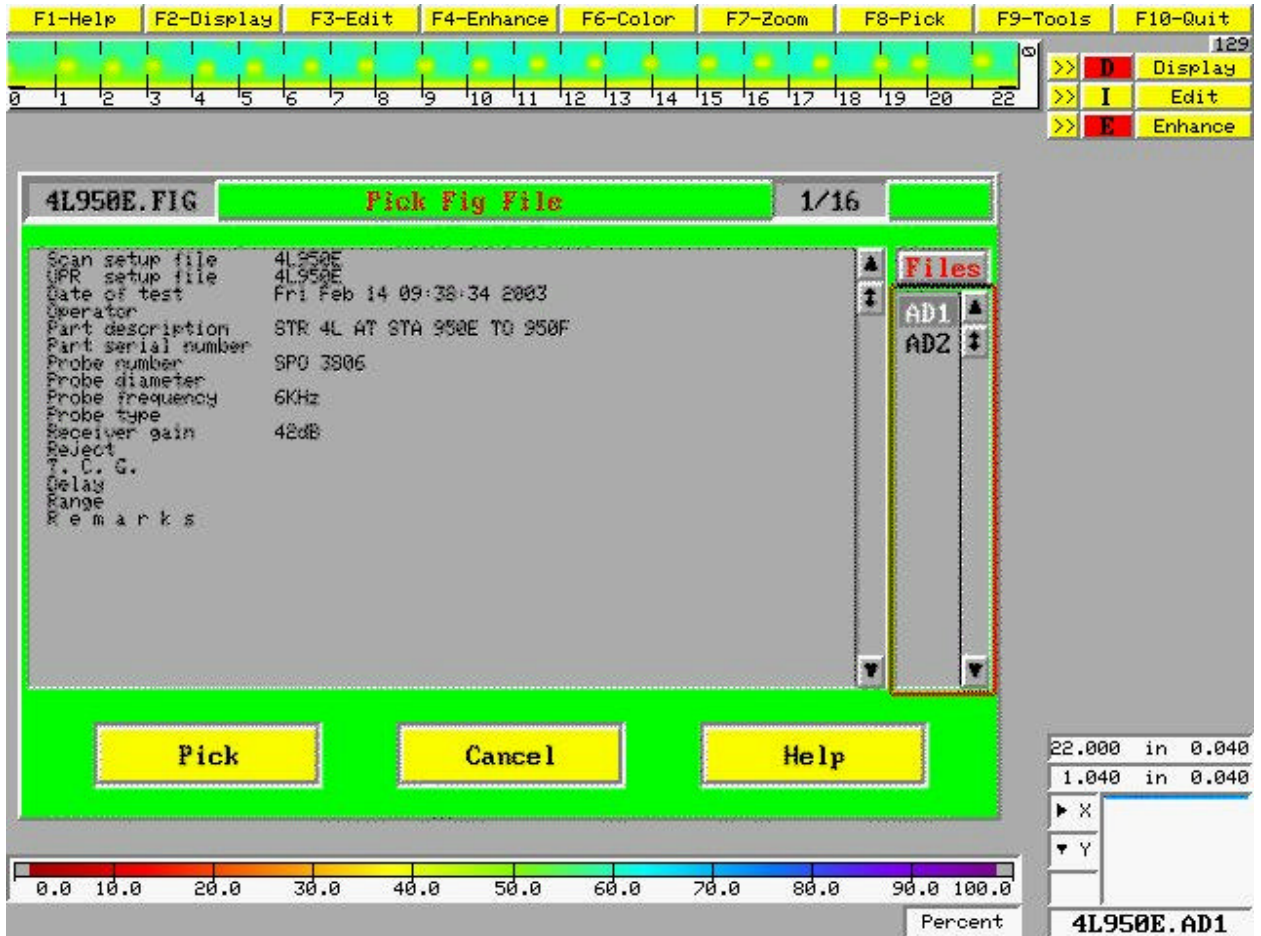 F1-Help F2-Display F3-Edit F4-Enhance F6-Color F7-Zoom F8-Pick F9-Tools F10-Quit
129
>> D Display
0 1 2 3 4 5 6 7 8 9 10 11 12 13 14 15 16 17 18 19 20 22 0
>> I Edit
>> E Enhance
4L950E.FIG Pick Fig File 1/16
Scan setup file 4L950E
UPR setup file 4L950E
Date of test Fri Feb 14 09:38:34 2003
Operator
Part description STR 4L AT STA 950E TO 950F
Part serial number
Probe number SPO 3806
Probe diameter
Probe frequency 6KHz
Probe type
Receiver gain 42dB
Reject
T. C. G.
Delay
Range
R e m a r k s
Files
AD1
AD2
Pick Cancel Help
22.000 in 0.040
1.040 in 0.040
X
Y
0.0 10.0 20.0 30.0 40.0 50.0 60.0 70.0 80.0 90.0 100.0
Percent
4L950E.AD1